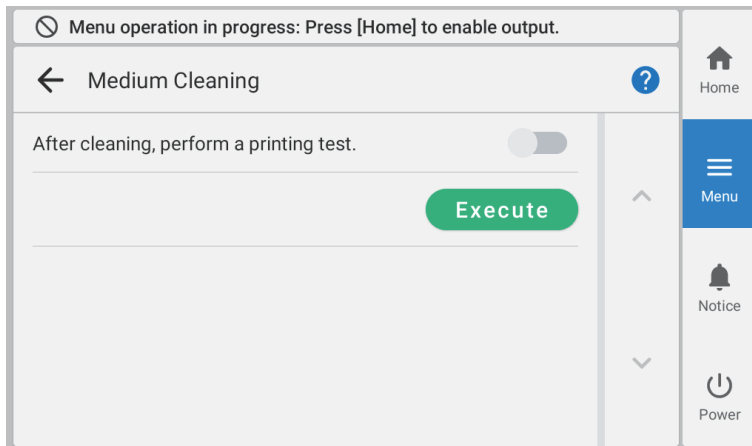 Menu operation in progress: Press [Home] to enable output.
Medium Cleaning
?
Home
After cleaning, perform a printing test.
Menu
Execute
Notice
Power